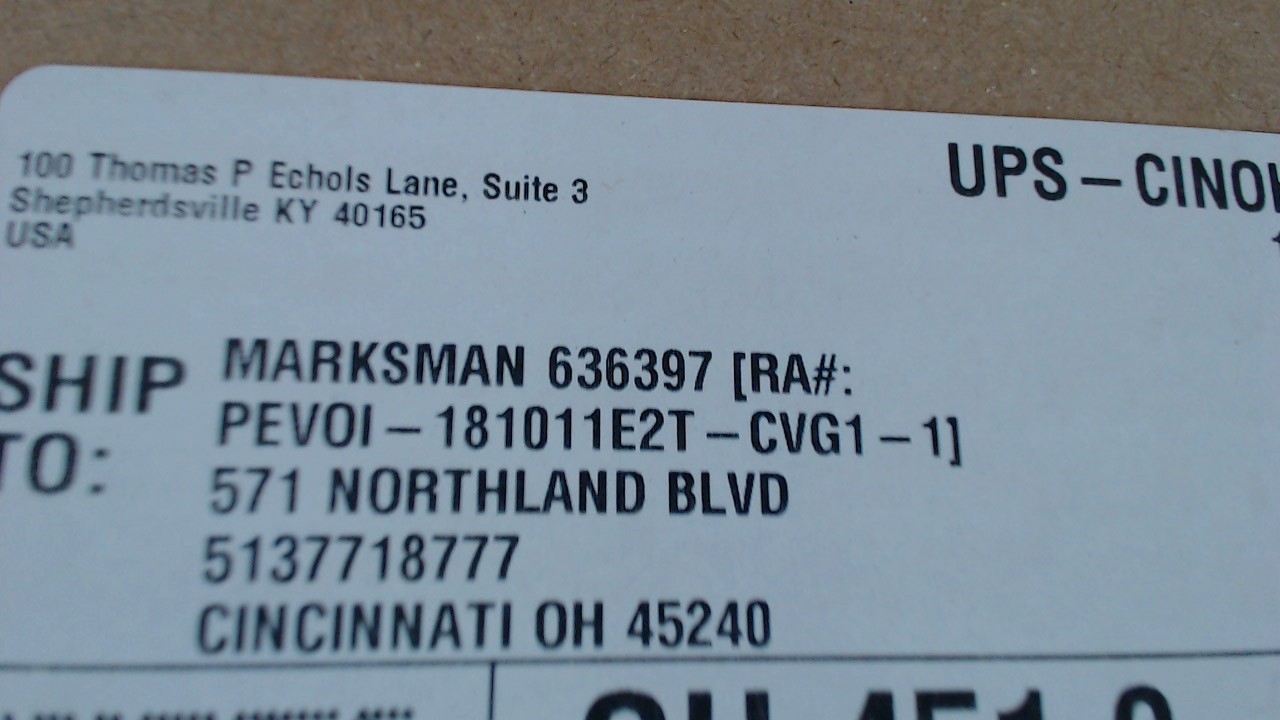 100 Thomas P Echols Lane, Suite 3
Shepherdsville KY 40165
USA
UPS – CINO
SHIP TO:
MARKSMAN 636397 [RA#:
PEVOI – 181011E2T – CVG1 – 1]
571 NORTHLAND BLVD
5137718777
CINCINNATI OH 45240